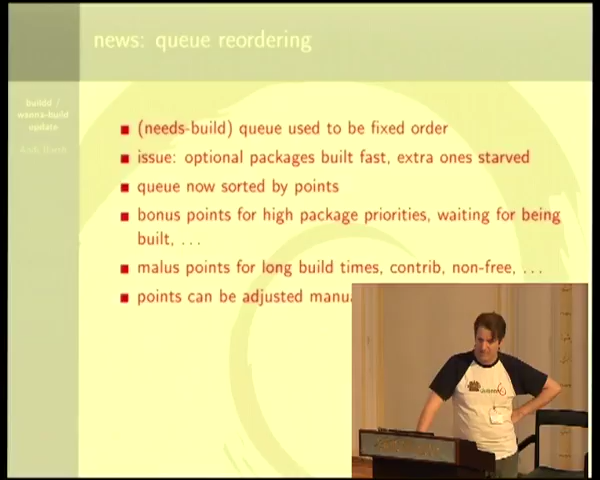 news: queue reordering
buildd /
wanna-build
update
■ (needs-build) queue used to be fixed order
■ issue: optional packages built fast, extra ones starved
■ queue now sorted by points
■ bonus points for high package priorities, waiting for being
built, ...
■ malus points for long build times, contrib, non-free, ...
■ points can be adjusted manu